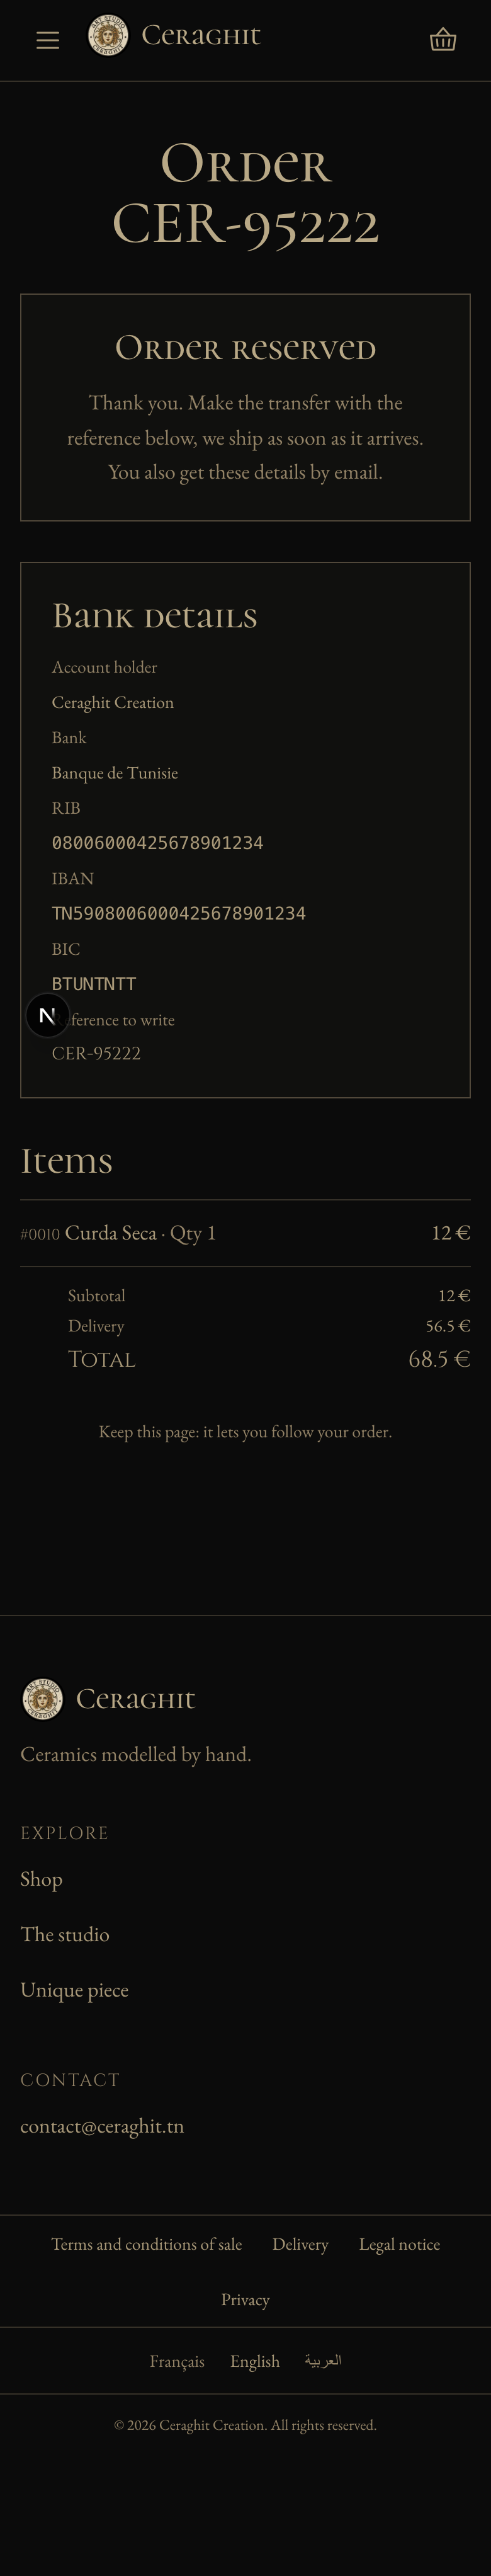 Ceraghit
Order
CER-95222
Order reserved
Thank you. Make the transfer with the
reference below, we ship as soon as it arrives.
You also get these details by email.
Bank details
Account holder
Ceraghit Creation
Bank
Banque de Tunisie
RIB
08006000425678901234
IBAN
TN5908006000425678901234
BIC
BTUNTNTT
N
eference to write
CER-95222
Items
#0010 Curda Seca · Qty 1 12 €
Subtotal 12 €
Delivery 56.5 €
Total 68.5 €
Keep this page: it lets you follow your order.
Ceraghit
Ceramics modelled by hand.
EXPLORE
Shop
The studio
Unique piece
CONTACT
contact@ceraghit.tn
Terms and conditions of sale Delivery Legal notice
Privacy
Français English العربية
© 2026 Ceraghit Creation. All rights reserved.